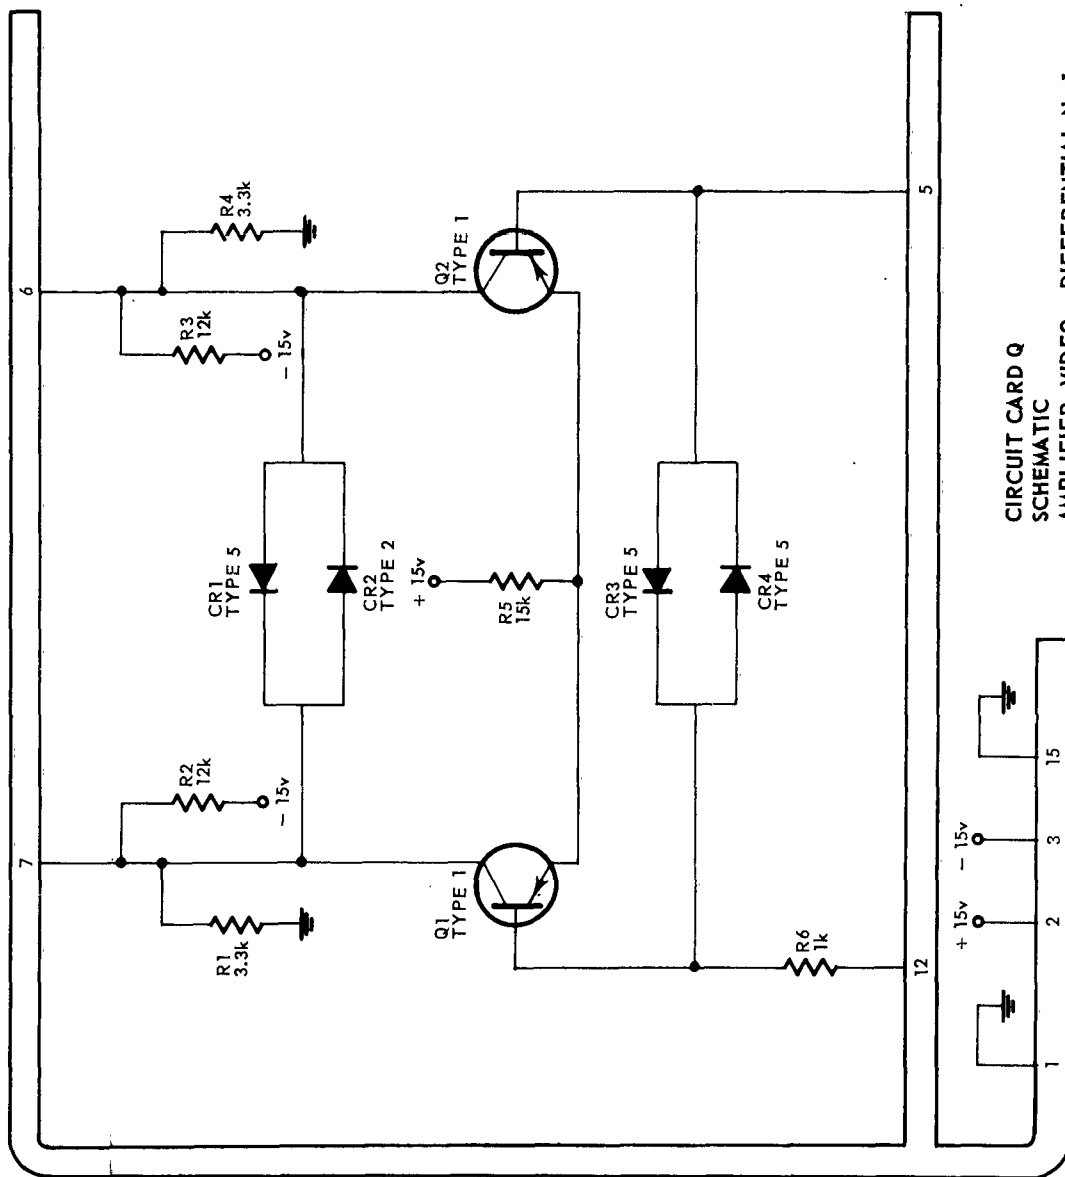 7
6
R1
3.3k
R2
12k
− 15v
R3
12k
− 15v
R4
3.3k
CR1
TYPE 5
CR2
TYPE 2
+ 15v
R5
15k
Q1
TYPE 1
Q2
TYPE 1
CR3
TYPE 5
CR4
TYPE 5
R6
1k
12
5
+ 15v
− 15v
1
2
3
15
CIRCUIT CARD Q
SCHEMATIC
AMPLIFIER, VIDEO, DIFFERENTIAL